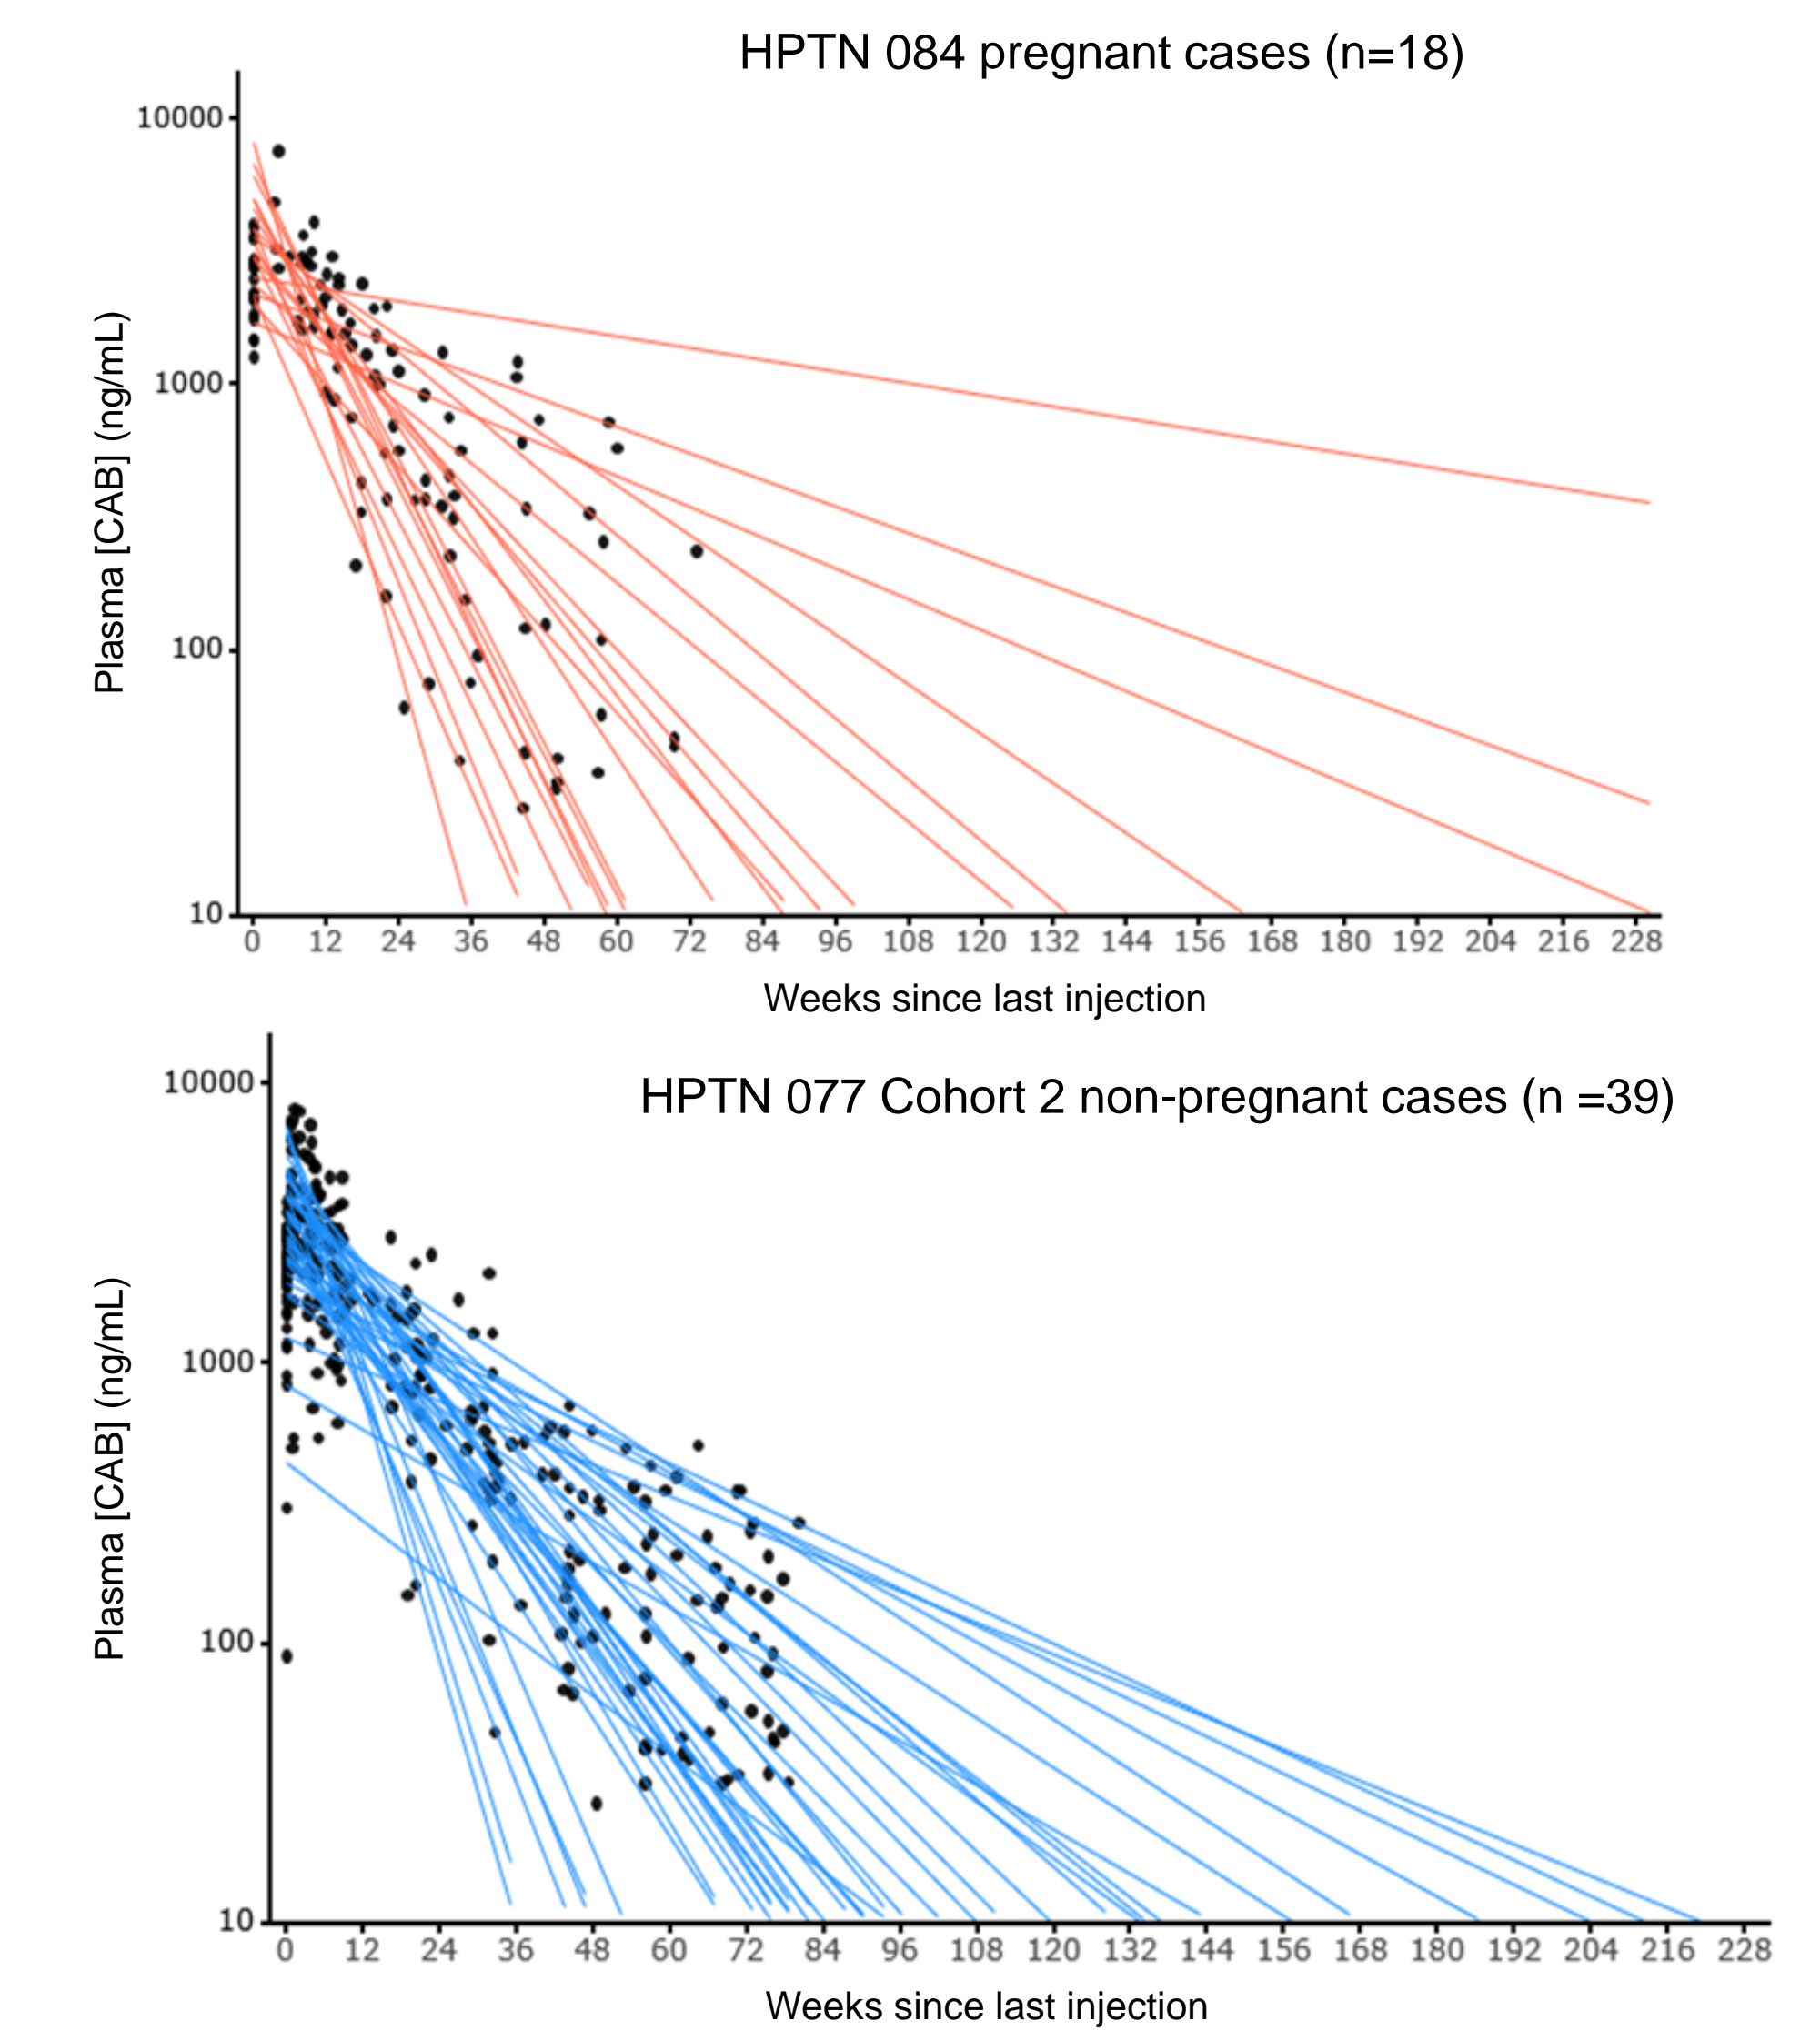 HPTN 084 pregnant cases (n=18)
10000
1000
100
10
Plasma [CAB] (ng/mL)
0 12 24 36 48 60 72 84 96 108 120 132 144 156 168 180 192 204 216 228
Weeks since last injection
HPTN 077 Cohort 2 non-pregnant cases (n =39)
10000
1000
100
10
Plasma [CAB] (ng/mL)
0 12 24 36 48 60 72 84 96 108 120 132 144 156 168 180 192 204 216 228
Weeks since last injection